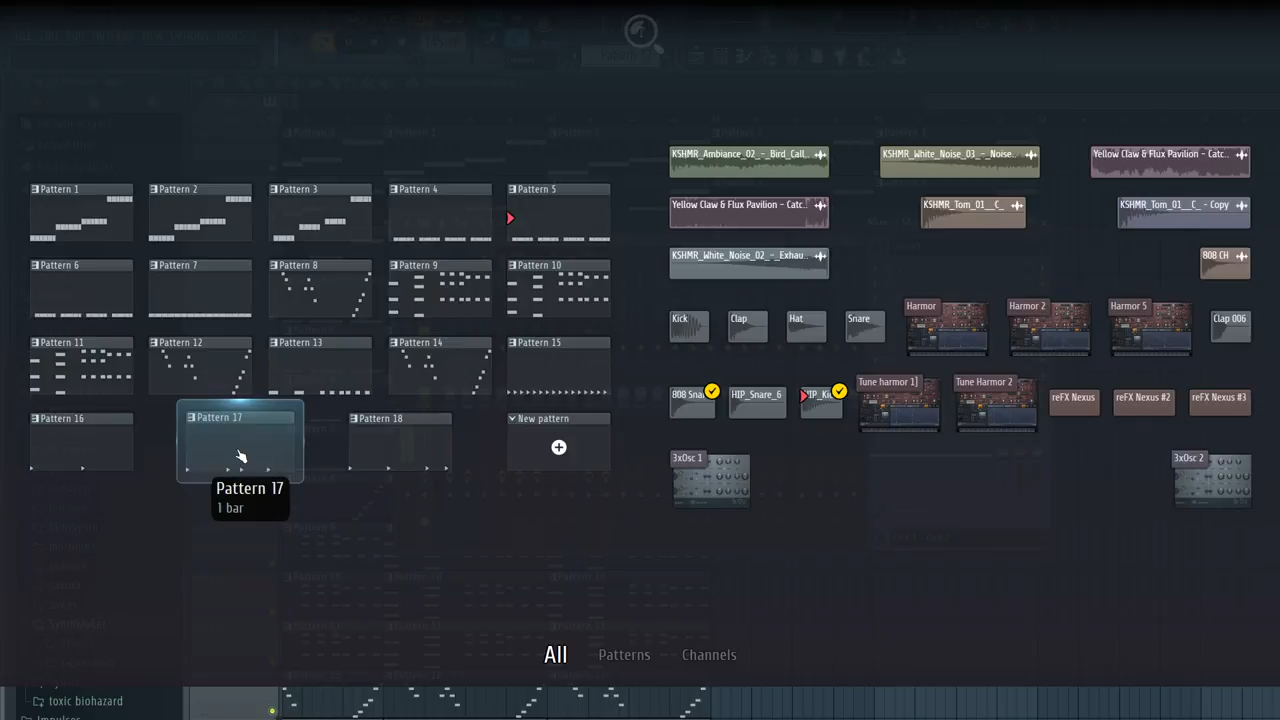 KSHMR_Ambiance_02_-_Bird_Call..
KSHMR_White_Noise_03_-_Noise..
Yellow Claw & Flux Pavilion - Catc..
Pattern 1
Pattern 2
Pattern 3
Pattern 4
Pattern 5
Yellow Claw & Flux Pavilion - Catc..
KSHMR_Tom_01__C_
KSHMR_Tom_01__C_ - Copy
Pattern 6
Pattern 7
Pattern 8
Pattern 9
Pattern 10
KSHMR_White_Noise_02_-_Exhau..
808 CH
Kick
Clap
Hat
Snare
Harmor
Harmor 2
Harmor 5
Clap 006
Pattern 11
Pattern 12
Pattern 13
Pattern 14
Pattern 15
808 Sna
HIP_Snare_6
Tune harmor 1]
Tune Harmor 2
reFX Nexus
reFX Nexus #2
reFX Nexus #3
Pattern 16
Pattern 17
Pattern 18
New pattern
3xOsc 1
3xOsc 2
Pattern 17
1 bar
All
Patterns
Channels
toxic biohazard